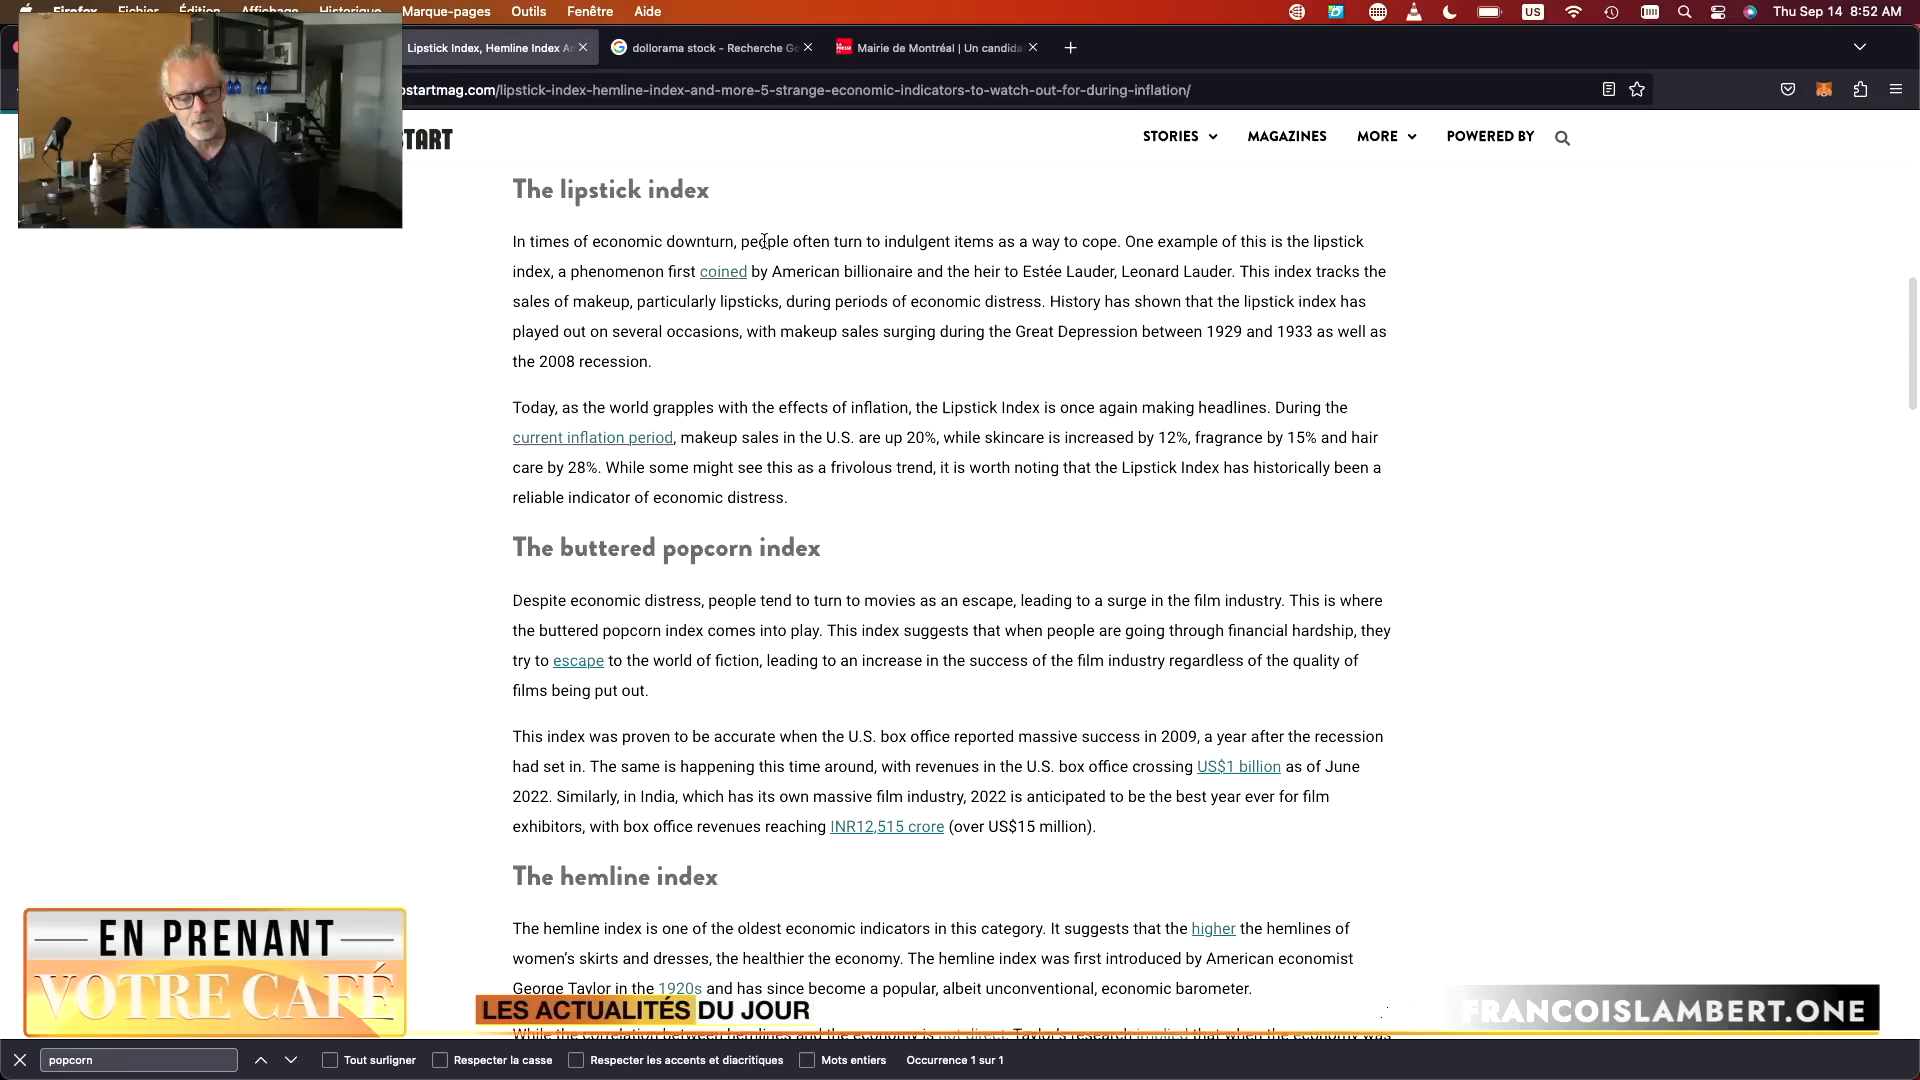 Firefox Fichier Édition Affichage Historique Marque-pages Outils Fenêtre Aide US Thu Sep 14 8:52 AM
Lipstick Index, Hemline Index A dollorama stock - Recherche G Mairie de Montréal | Un candida
ostartmag.com/lipstick-index-hemline-index-and-more-5-strange-economic-indicators-to-watch-out-for-during-inflation/
START STORIES MAGAZINES MORE POWERED BY
The lipstick index
In times of economic downturn, people often turn to indulgent items as a way to cope. One example of this is the lipstick
index, a phenomenon first coined by American billionaire and the heir to Estée Lauder, Leonard Lauder. This index tracks the
sales of makeup, particularly lipsticks, during periods of economic distress. History has shown that the lipstick index has
played out on several occasions, with makeup sales surging during the Great Depression between 1929 and 1933 as well as
the 2008 recession.
Today, as the world grapples with the effects of inflation, the Lipstick Index is once again making headlines. During the
current inflation period, makeup sales in the U.S. are up 20%, while skincare is increased by 12%, fragrance by 15% and hair
care by 28%. While some might see this as a frivolous trend, it is worth noting that the Lipstick Index has historically been a
reliable indicator of economic distress.
The buttered popcorn index
Despite economic distress, people tend to turn to movies as an escape, leading to a surge in the film industry. This is where
the buttered popcorn index comes into play. This index suggests that when people are going through financial hardship, they
try to escape to the world of fiction, leading to an increase in the success of the film industry regardless of the quality of
films being put out.
This index was proven to be accurate when the U.S. box office reported massive success in 2009, a year after the recession
had set in. The same is happening this time around, with revenues in the U.S. box office crossing US$1 billion as of June
2022. Similarly, in India, which has its own massive film industry, 2022 is anticipated to be the best year ever for film
exhibitors, with box office revenues reaching INR12,515 crore (over US$15 million).
The hemline index
The hemline index is one of the oldest economic indicators in this category. It suggests that the higher the hemlines of
women's skirts and dresses, the healthier the economy. The hemline index was first introduced by American economist
George Taylor in the 1920s and has since become a popular, albeit unconventional, economic barometer.
While the correlation between hemlines and the economy is not direct, Taylor's research implied that when the economy was
EN PRENANT
VOTRE CAFÉ
LES ACTUALITÉS DU JOUR
FRANCOISLAMBERT.ONE
popcorn Tout surligner Respecter la casse Respecter les accents et diacritiques Mots entiers Occurrence 1 sur 1